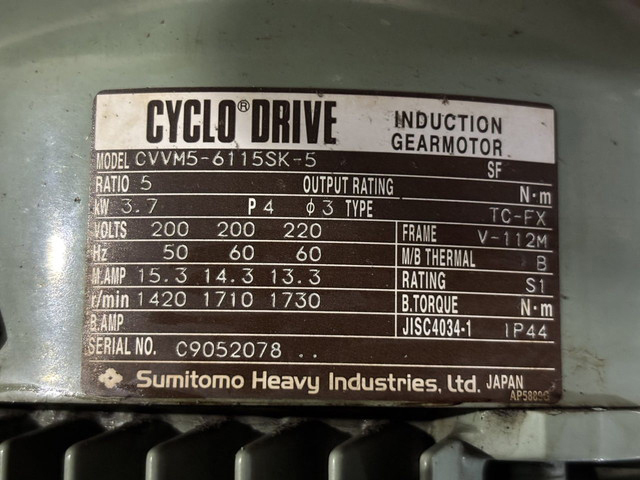 CYCLO® DRIVE INDUCTION GEARMOTOR
MODEL CVVM5-6115SK-5 SF
RATIO 5 OUTPUT RATING N·m
kW 3.7 P 4 ϕ3 TYPE TC-FX
VOLTS 200 200 220 FRAME V-112M
Hz 50 60 60 M/B THERMAL B
M.AMP 15.3 14.3 13.3 RATING S1
r/min 1420 1710 1730 B.TORQUE N·m
B.AMP JISC4034-1 IP44
SERIAL NO. C9052078 ..
Sumitomo Heavy Industries, Ltd. JAPAN